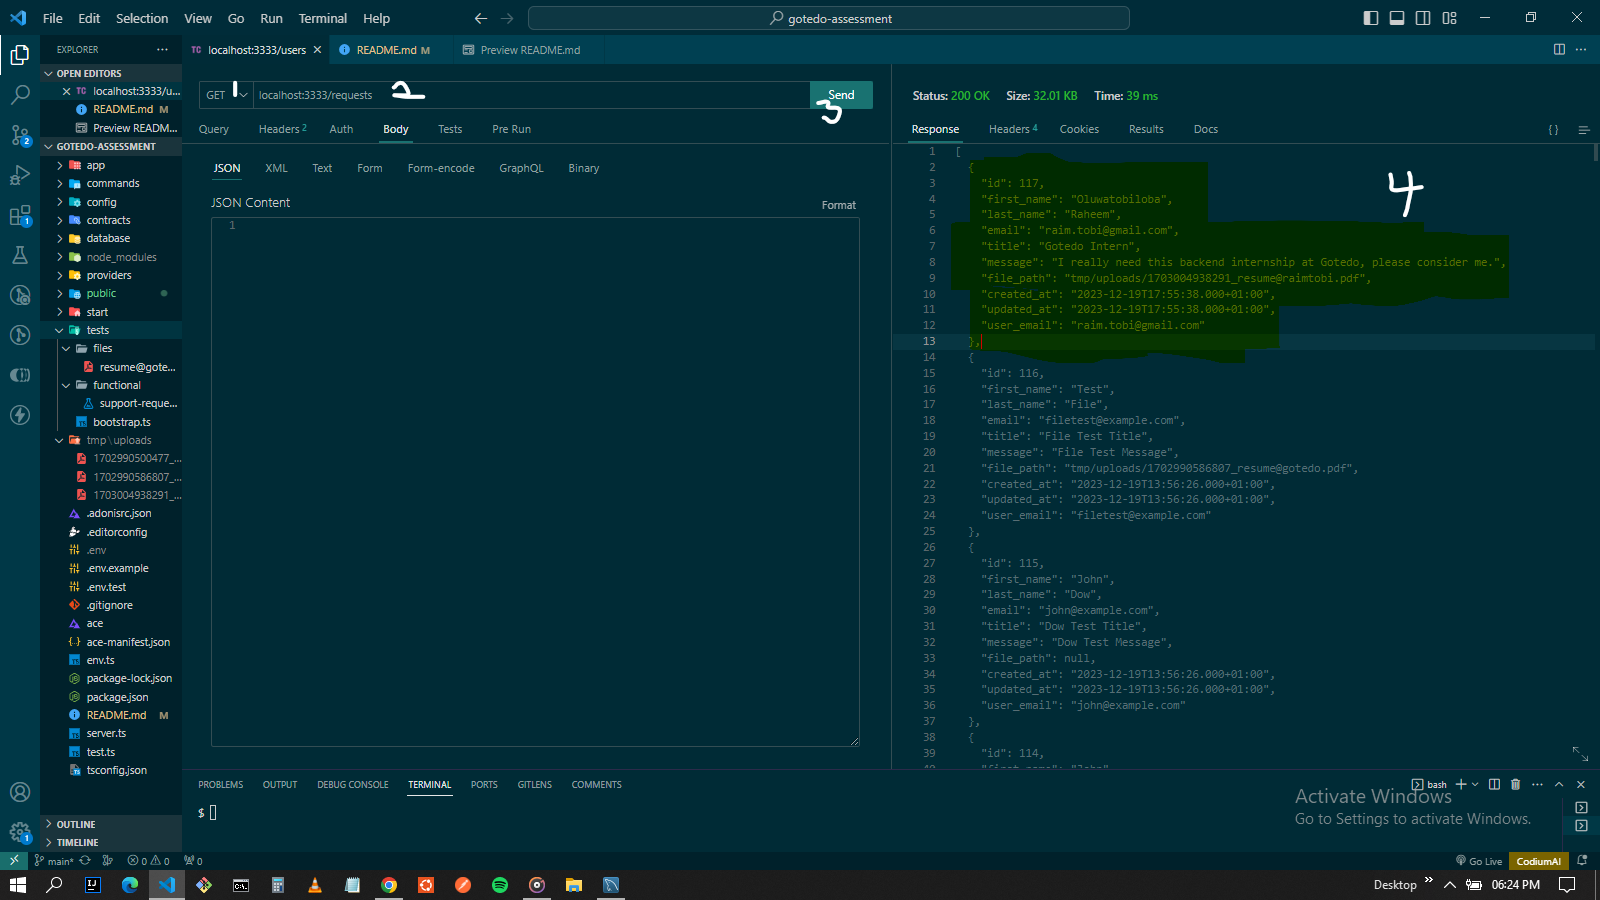 File Edit Selection View Go Run Terminal Help
gotedo-assessment
EXPLORER
OPEN EDITORS
TC localhost:3333/u...
README.md M
Preview READM...
GOTEDO-ASSESSMENT
app
commands
config
contracts
database
node_modules
providers
public
start
tests
files
resume@gote...
functional
support-reque...
bootstrap.ts
tmp\uploads
1702990500477_...
1702990586807_...
1703004938291_...
.adonisrc.json
.editorconfig
.env
.env.example
.env.test
.gitignore
ace
ace-manifest.json
env.ts
package-lock.json
package.json
README.md M
server.ts
test.ts
tsconfig.json
OUTLINE
TIMELINE
TC localhost:3333/users
README.md M
Preview README.md
GET 1 localhost:3333/requests 2 Send
3
Query Headers 2 Auth Body Tests Pre Run
JSON XML Text Form Form-encode GraphQL Binary
JSON Content
Format
1
Status: 200 OK Size: 32.01 KB Time: 39 ms
Response Headers 4 Cookies Results Docs
4
1 [
2 {
3 "id": 117,
4 "first_name": "Oluwatobiloba",
5 "last_name": "Raheem",
6 "email": "raim.tobi@gmail.com",
7 "title": "Gotedo Intern",
8 "message": "I really need this backend internship at Gotedo, please consider me.",
9 "file_path": "tmp/uploads/1703004938291_resume@raimtobi.pdf",
10 "created_at": "2023-12-19T17:55:38.000+01:00",
11 "updated_at": "2023-12-19T17:55:38.000+01:00",
12 "user_email": "raim.tobi@gmail.com"
13 },
14 {
15 "id": 116,
16 "first_name": "Test",
17 "last_name": "File",
18 "email": "filetest@example.com",
19 "title": "File Test Title",
20 "message": "File Test Message",
21 "file_path": "tmp/uploads/1702990586807_resume@gotedo.pdf",
22 "created_at": "2023-12-19T13:56:26.000+01:00",
23 "updated_at": "2023-12-19T13:56:26.000+01:00",
24 "user_email": "filetest@example.com"
25 },
26 {
27 "id": 115,
28 "first_name": "John",
29 "last_name": "Dow",
30 "email": "john@example.com",
31 "title": "Dow Test Title",
32 "message": "Dow Test Message",
33 "file_path": null,
34 "created_at": "2023-12-19T13:56:26.000+01:00",
35 "updated_at": "2023-12-19T13:56:26.000+01:00",
36 "user_email": "john@example.com"
37 },
38 {
39 "id": 114,
PROBLEMS OUTPUT DEBUG CONSOLE TERMINAL PORTS GITLENS COMMENTS
bash
$
Activate Windows
Go to Settings to activate Windows.
main* 0 0 0
Go Live CodiumAI
Desktop 06:24 PM